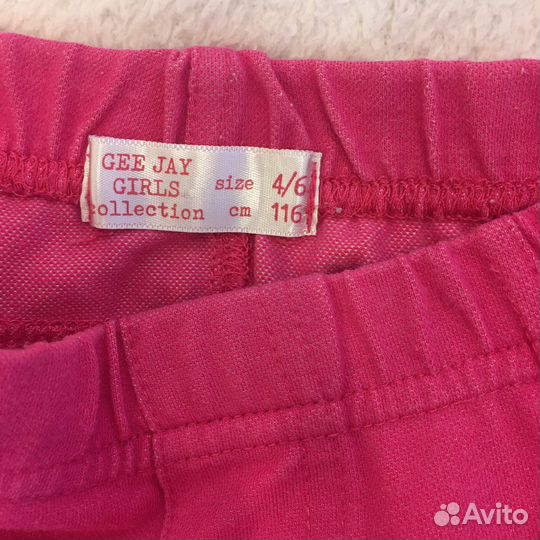 GEE JAY
GIRLS size 4/6
collection cm 116
Avito